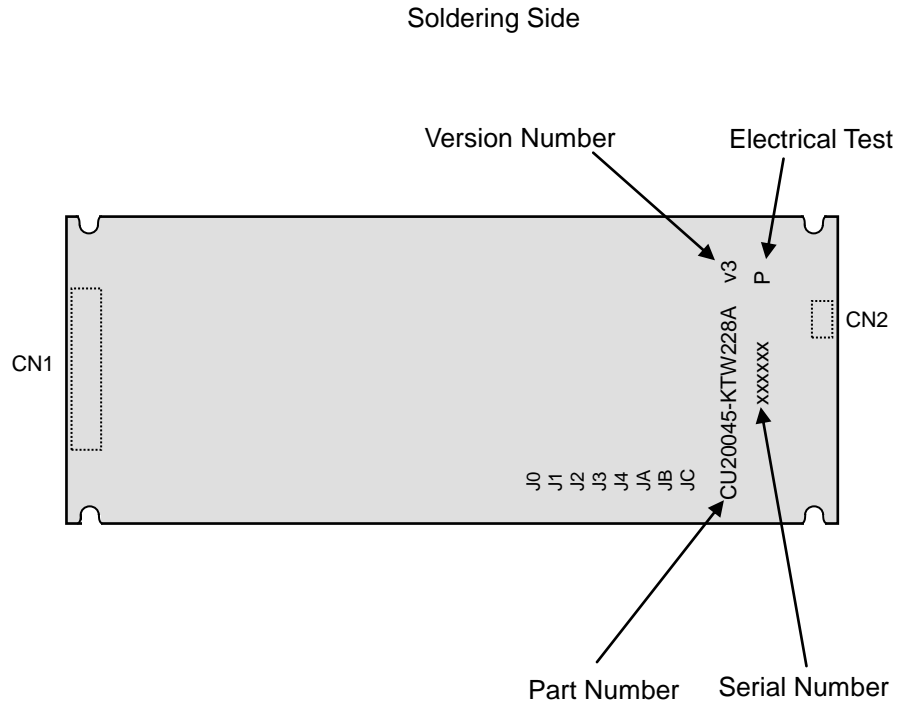 Soldering Side
Version Number
Electrical Test
v3
P
CN2
CN1
CU20045-KTW228A
xxxxxx
J0
J1
J2
J3
J4
JA
JB
JC
Part Number
Serial Number